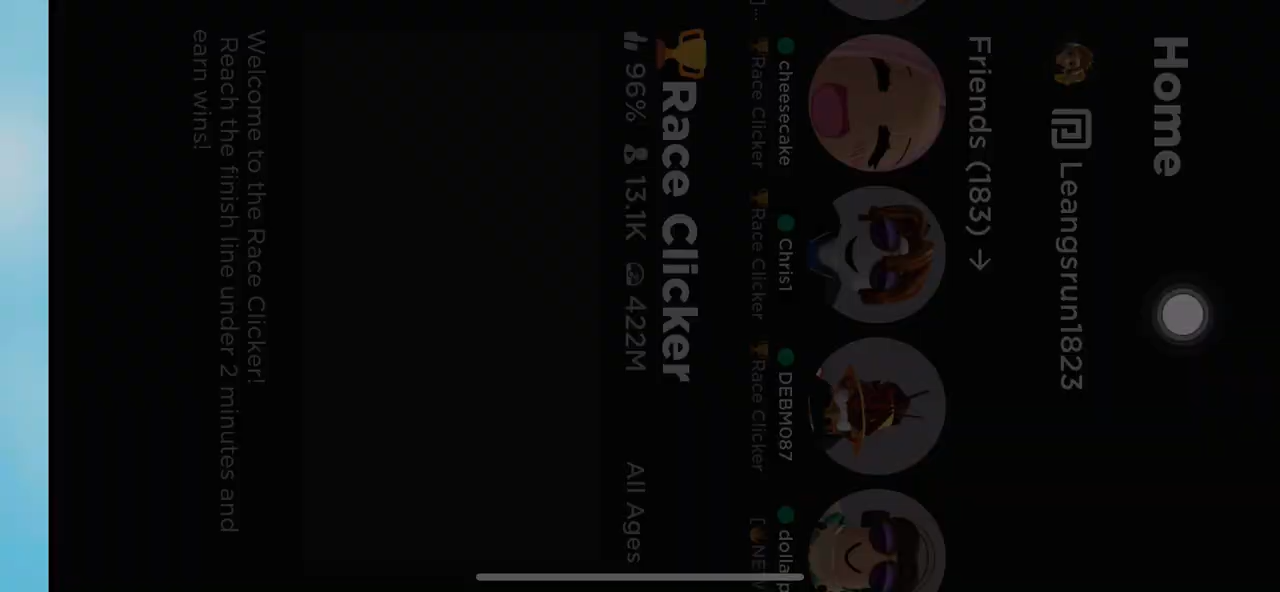 Home
Leangsrun1823
Friends (183) →
cheesecake
Race Clicker
Chris1
Race Clicker
DEBM087
Race Clicker
dolla
Race Clicker
96% 13.1K 422M All Ages
Welcome to the Race Clicker!
Reach the finish line under 2 minutes and
earn wins!